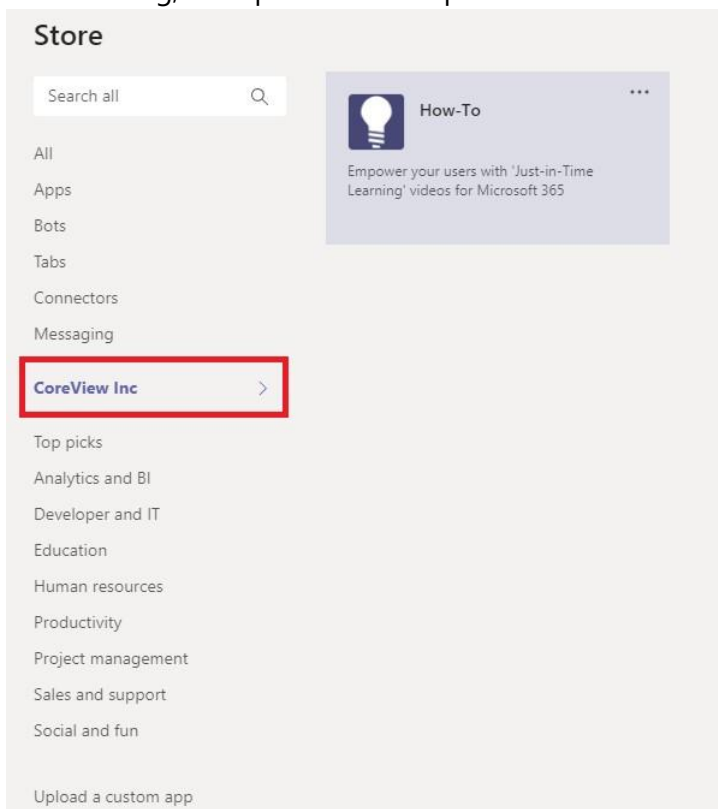 Store
Search all
How-To
Empower your users with 'Just-in-Time
Learning' videos for Microsoft 365
All
Apps
Bots
Tabs
Connectors
Messaging
CoreView Inc
Top picks
Analytics and BI
Developer and IT
Education
Human resources
Productivity
Project management
Sales and support
Social and fun
Upload a custom app